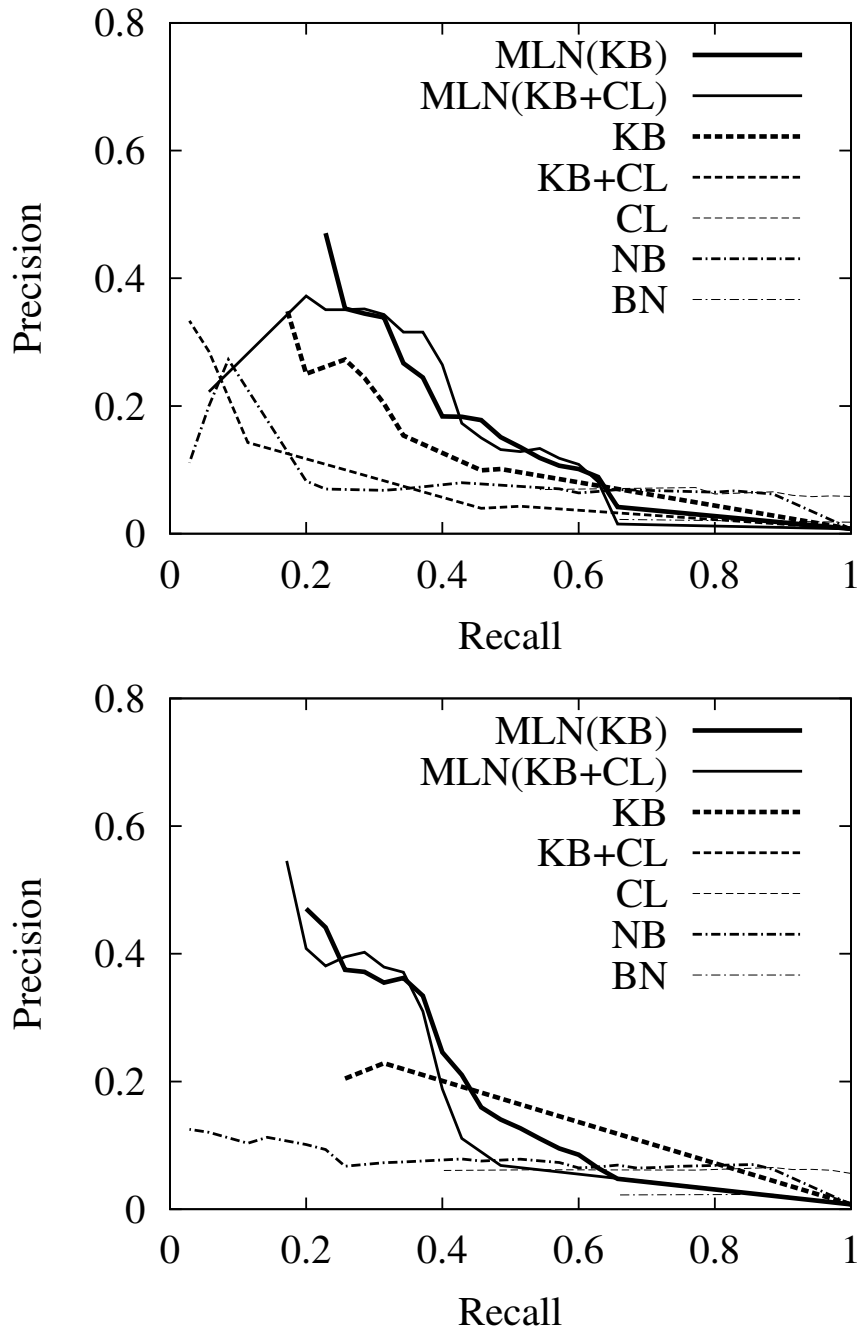 0.8
MLN(KB)
MLN(KB+CL)
0.6
KB
KB+CL
CL
0.4
NB
BN
Precision
0.2
0
0 0.2 0.4 0.6 0.8 1
Recall
0.8
MLN(KB)
MLN(KB+CL)
0.6
KB
KB+CL
CL
0.4
NB
BN
Precision
0.2
0
0 0.2 0.4 0.6 0.8 1
Recall